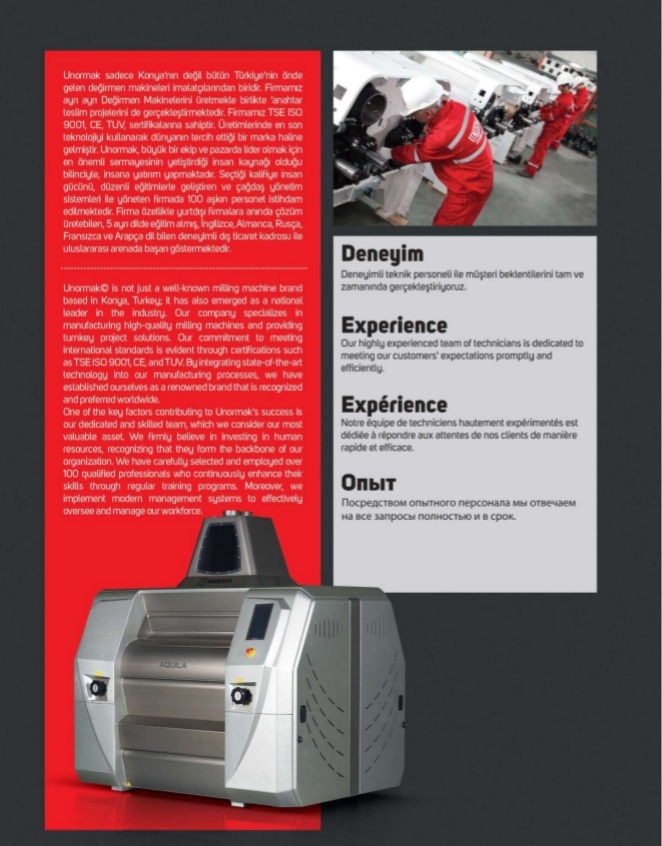 Unormak sadece Konya'nın değil bütün Türkiye'nin önde
gelen değirmen makineleri imalatçılarından biridir. Firmamız
ayrı ayrı Değirmen Makinelerini üretmekle birlikte 'anahtar
teslim projelerini de gerçekleştirmektedir. Firmamız TSE ISO
9001, CE, TUV, sertifikalarına sahiptir. Üretimlerinde en son
teknolojiyi kullanarak dünyanın tercih ettiği bir marka haline
gelmiştir. Unormak, büyük bir ekip ve pazarda lider olmak için
en önemli sermayesinin yetiştirdiği insan kaynağı olduğu
bilinciyle, insana yatırım yapmaktadır. Seçtiği kalifiye insan
gücünü, düzenli eğitimlerle geliştiren ve çağdaş yönetim
sistemleri ile yöneten firmada 100 aşkın personel istihdam
edilmektedir. Firma özellikle yurtdışı firmalara anında çözüm
üretebilen, 5 ayrı dilde eğitim almış, İngilizce, Almanca, Rusça,
Fransızca ve Arapça dil bilen deneyimli dış ticaret kadrosu ile
uluslararası arenada başarı göstermektedir.
Unormak© is not just a well-known milling machine brand
based in Konya, Turkey; it has also emerged as a national
leader in the industry. Our company specializes in
manufacturing high-quality milling machines and providing
turnkey project solutions. Our commitment to meeting
international standards is evident through certifications such
as TSE ISO 9001, CE, and TUV. By integrating state-of-the-art
technology into our manufacturing processes, we have
established ourselves as a renowned brand that is recognized
and preferred worldwide.
One of the key factors contributing to Unormak's success is
our dedicated and skilled team, which we consider our most
valuable asset. We firmly believe in investing in human
resources, recognizing that they form the backbone of our
organization. We have carefully selected and employed over
100 qualified professionals who continuously enhance their
skills through regular training programs. Moreover, we
implement modern management systems to effectively
oversee and manage our workforce.
Deneyim
Deneyimli teknik personeli ile müşteri beklentilerini tam ve
zamanında gerçekleştiriyoruz.
Experience
Our highly experienced team of technicians is dedicated to
meeting our customers' expectations promptly and
efficiently.
Expérience
Notre équipe de techniciens hautement expérimentés est
dédiée à répondre aux attentes de nos clients de manière
rapide et efficace.
Опыт
Посредством опытного персонала мы отвечаем
на все запросы полностью и в срок.
AQUILA